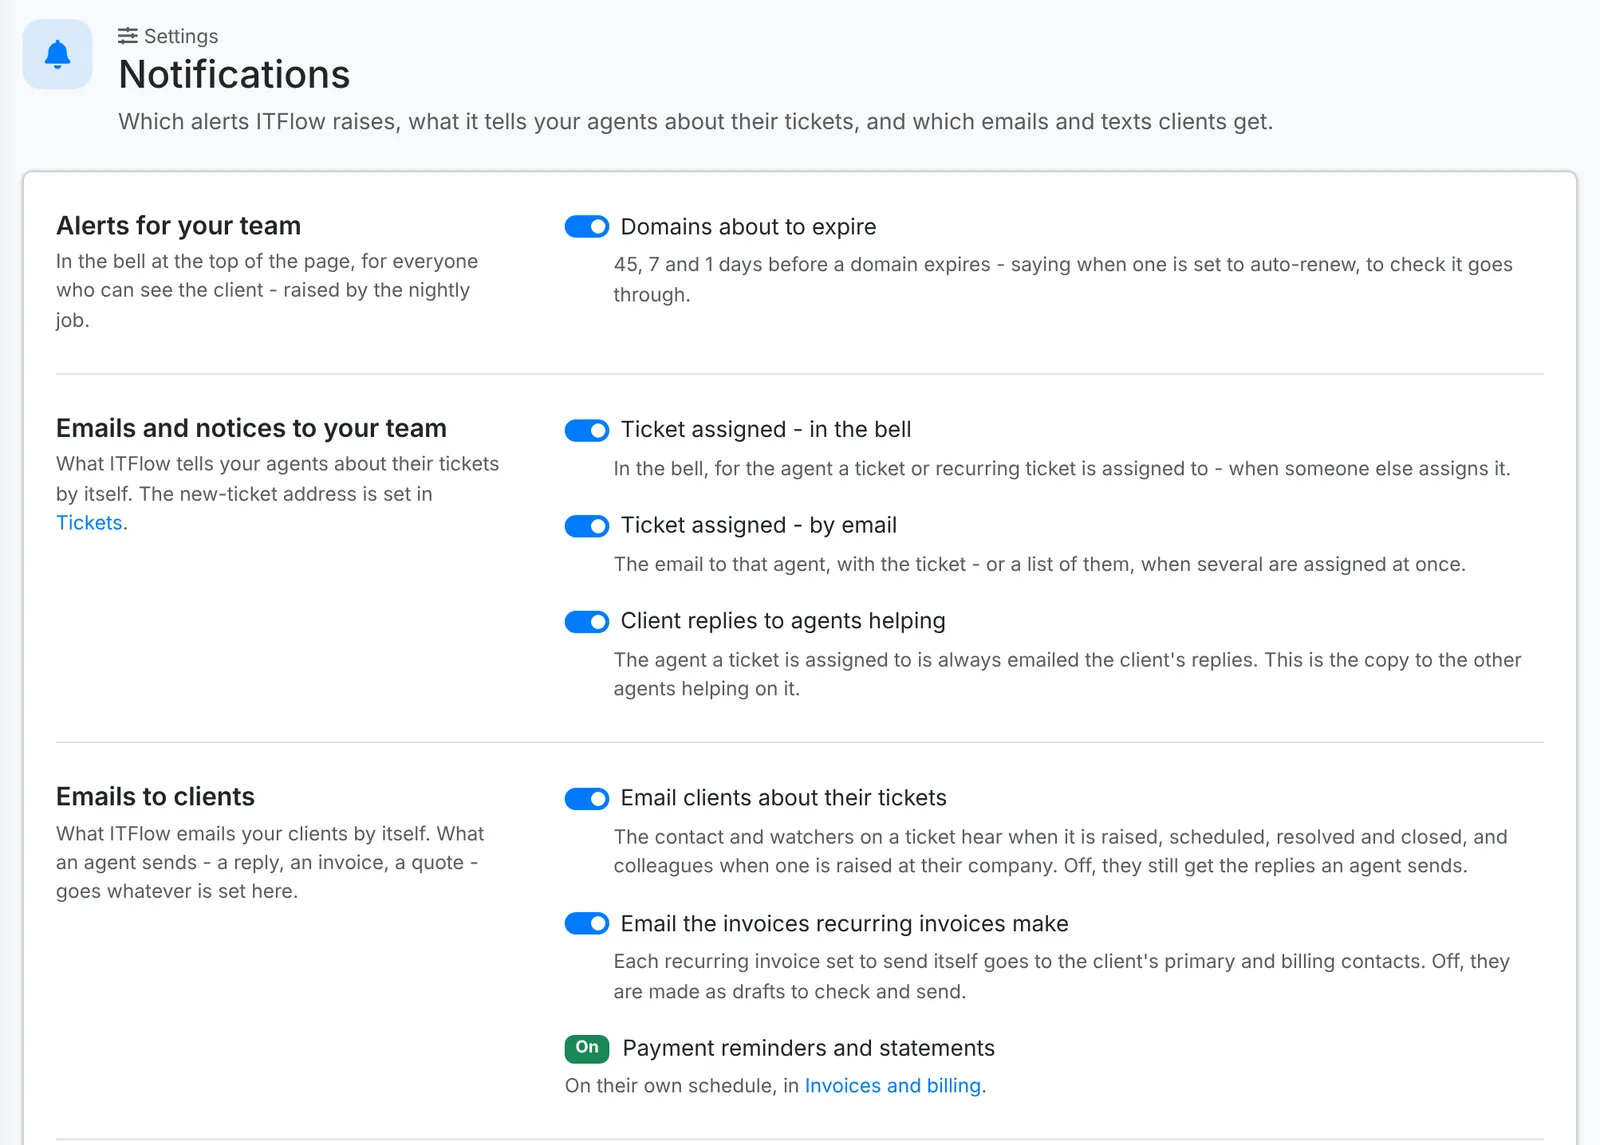 Settings
Notifications
Which alerts ITFlow raises, what it tells your agents about their tickets, and which emails and texts clients get.
Alerts for your team
In the bell at the top of the page, for everyone
who can see the client - raised by the nightly
job.
Domains about to expire
45, 7 and 1 days before a domain expires - saying when one is set to auto-renew, to check it goes
through.
Emails and notices to your team
What ITFlow tells your agents about their tickets
by itself. The new-ticket address is set in
Tickets.
Ticket assigned - in the bell
In the bell, for the agent a ticket or recurring ticket is assigned to - when someone else assigns it.
Ticket assigned - by email
The email to that agent, with the ticket - or a list of them, when several are assigned at once.
Client replies to agents helping
The agent a ticket is assigned to is always emailed the client's replies. This is the copy to the other
agents helping on it.
Emails to clients
What ITFlow emails your clients by itself. What
an agent sends - a reply, an invoice, a quote -
goes whatever is set here.
Email clients about their tickets
The contact and watchers on a ticket hear when it is raised, scheduled, resolved and closed, and
colleagues when one is raised at their company. Off, they still get the replies an agent sends.
Email the invoices recurring invoices make
Each recurring invoice set to send itself goes to the client's primary and billing contacts. Off, they
are made as drafts to check and send.
On Payment reminders and statements
On their own schedule, in Invoices and billing.